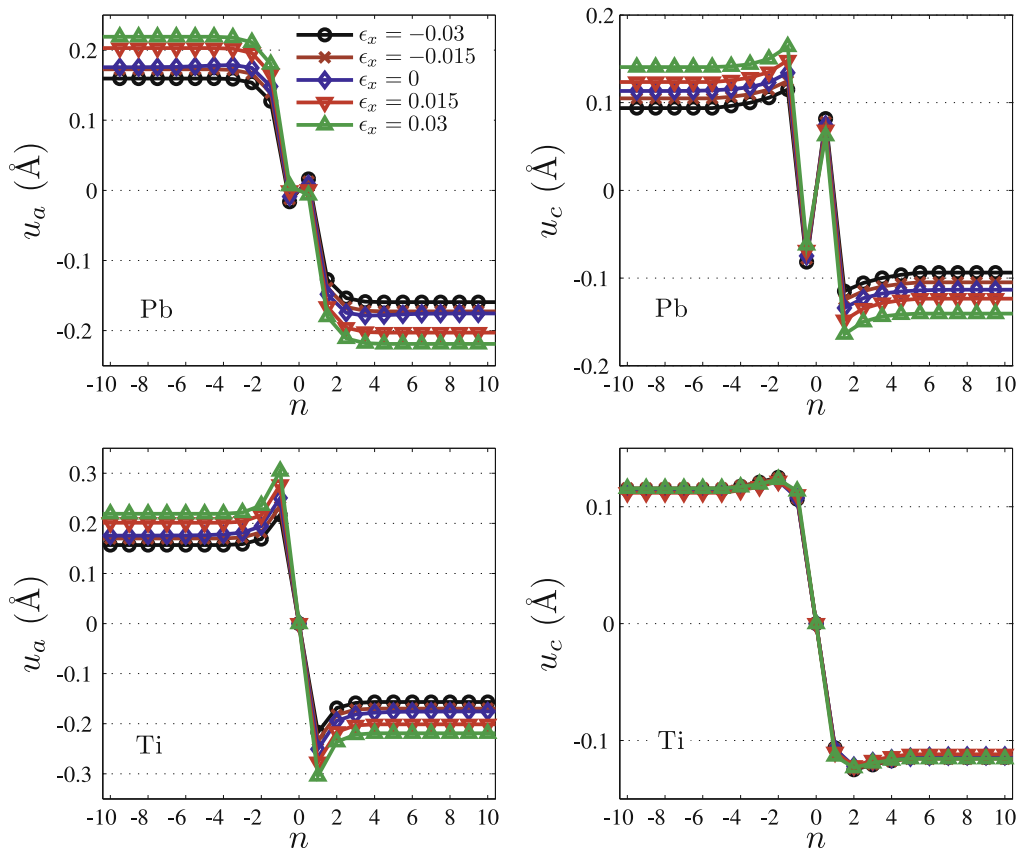 0.2
0.1
0
-0.1
-0.2
u_a (Å)
ϵ_x = −0.03
ϵ_x = −0.015
ϵ_x = 0
ϵ_x = 0.015
ϵ_x = 0.03
Pb
-10 -8 -6 -4 -2 0 2 4 6 8 10
n
0.2
0.1
0
-0.1
-0.2
u_c (Å)
Pb
-10 -8 -6 -4 -2 0 2 4 6 8 10
n
0.3
0.2
0.1
0
-0.1
-0.2
-0.3
u_a (Å)
Ti
-10 -8 -6 -4 -2 0 2 4 6 8 10
n
0.1
0
-0.1
u_c (Å)
Ti
-10 -8 -6 -4 -2 0 2 4 6 8 10
n